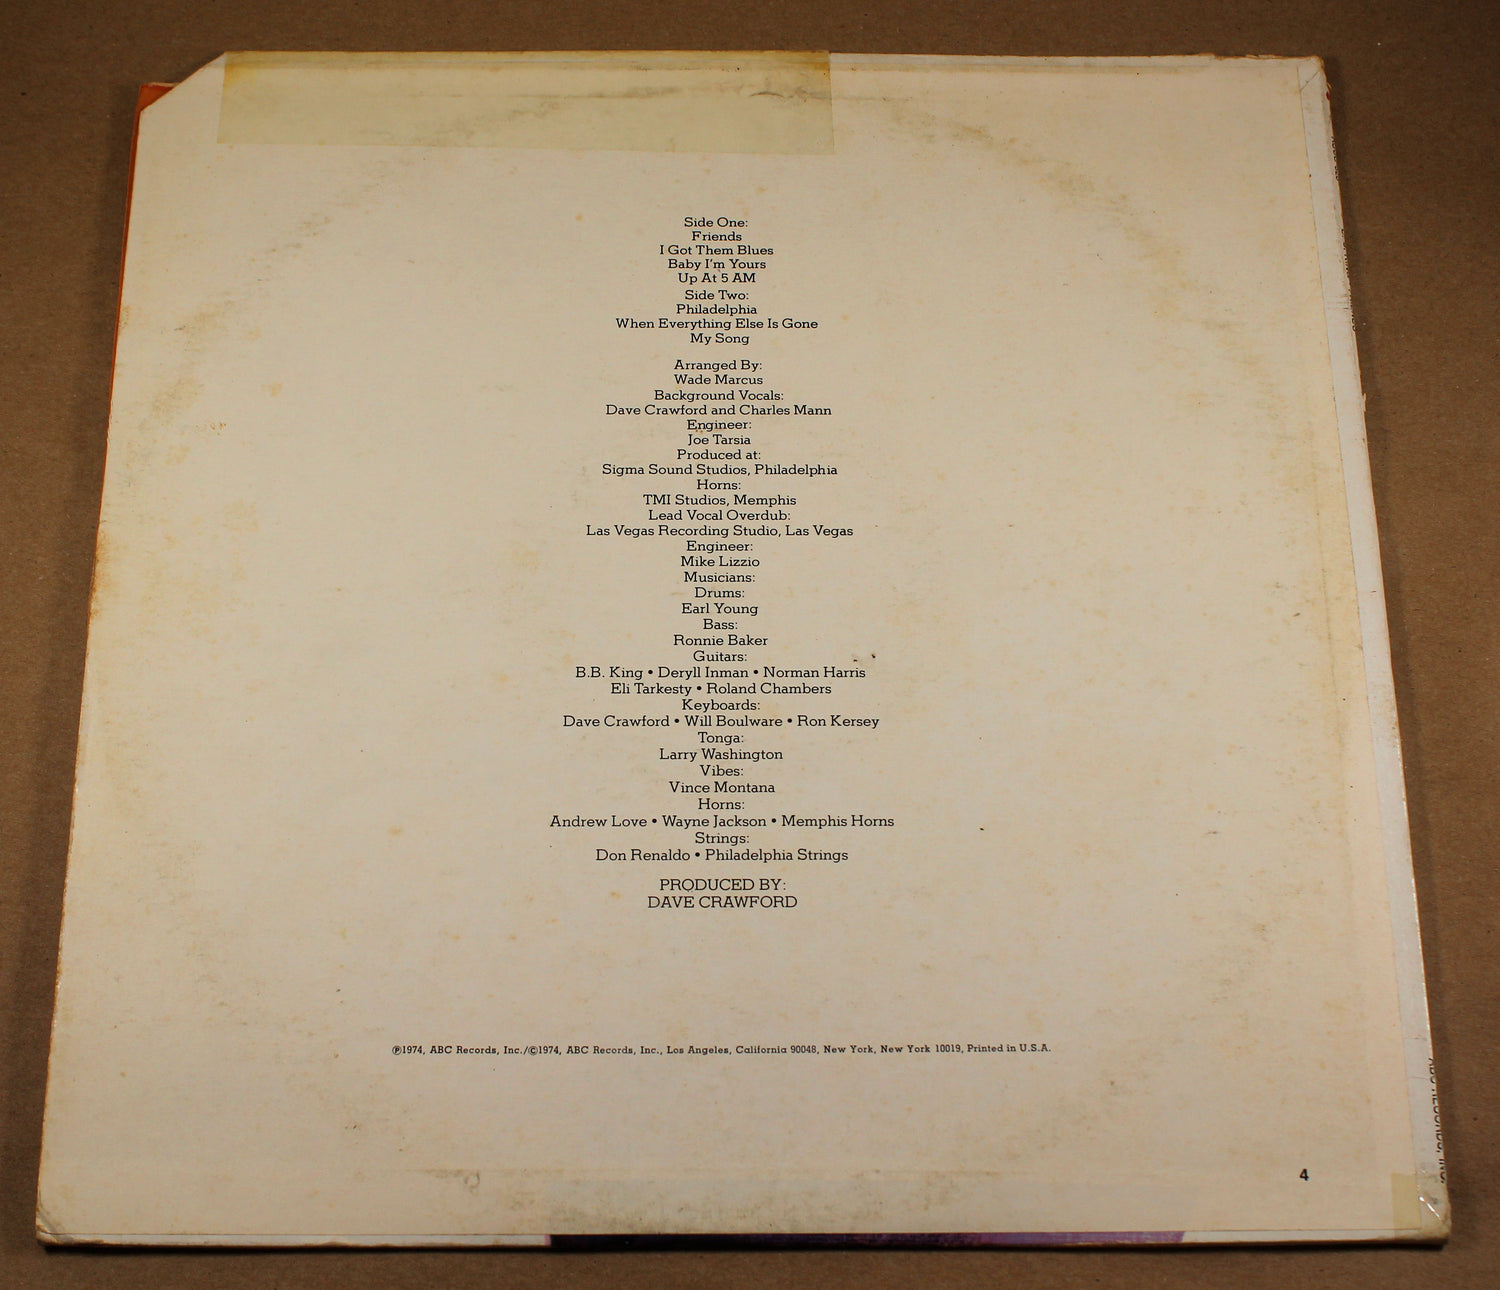 Side One:
Friends
I Got Them Blues
Baby I'm Yours
Up At 5 AM
Side Two:
Philadelphia
When Everything Else Is Gone
My Song
Arranged By:
Wade Marcus
Background Vocals:
Dave Crawford and Charles Mann
Engineer:
Joe Tarsia
Produced at:
Sigma Sound Studios, Philadelphia
Horns:
TMI Studios, Memphis
Lead Vocal Overdub:
Las Vegas Recording Studio, Las Vegas
Engineer:
Mike Lizzio
Musicians:
Drums:
Earl Young
Bass:
Ronnie Baker
Guitars:
B.B. King • Deryll Inman • Norman Harris
Eli Tarkesty • Roland Chambers
Keyboards:
Dave Crawford • Will Boulware • Ron Kersey
Tonga:
Larry Washington
Vibes:
Vince Montana
Horns:
Andrew Love • Wayne Jackson • Memphis Horns
Strings:
Don Renaldo • Philadelphia Strings
PRODUCED BY:
DAVE CRAWFORD
℗1974, ABC Records, Inc./©1974, ABC Records, Inc., Los Angeles, California 90048, New York, New York 10019, Printed in U.S.A.
4
ABC RECORDS, INC.